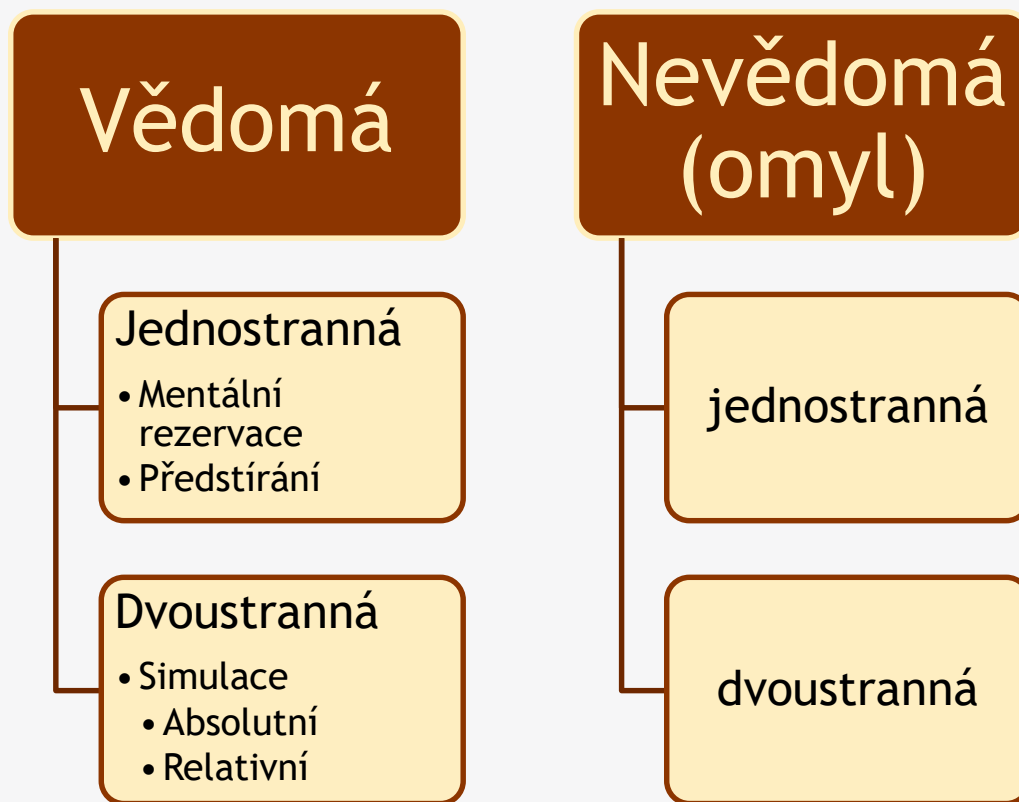 Vědomá
Jednostranná
• Mentální
rezervace
• Předstírání
Dvoustranná
• Simulace
• Absolutní
• Relativní
Nevědomá
(omyl)
jednostranná
dvoustranná